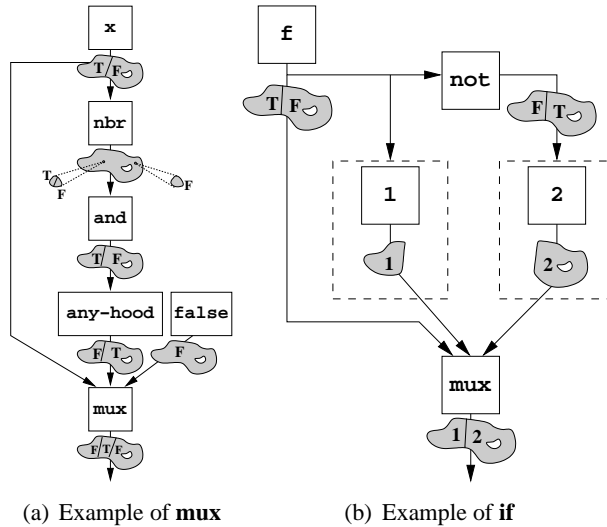 x
T F
nbr
T
F
F
and
T F
any-hood false
F T F
mux
F T F
f
T F
not
F T
1 2
1 2
mux
1 2
(a) Example of mux (b) Example of if